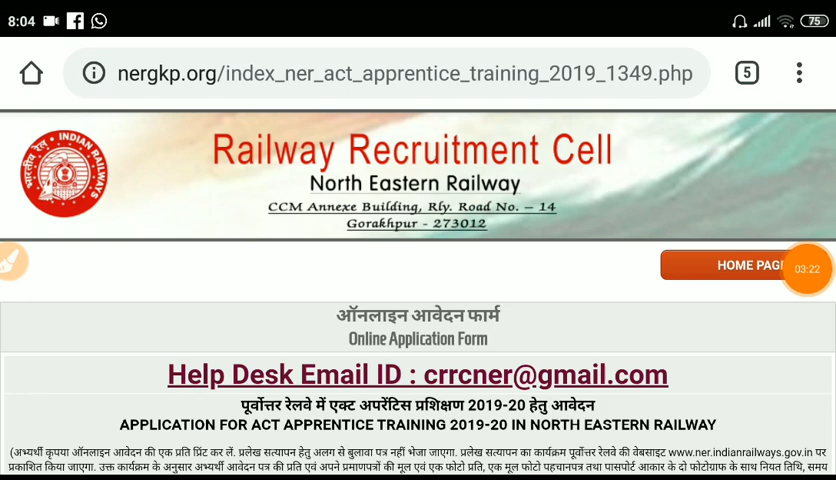 8:04
75
nergkp.org/index_ner_act_apprentice_training_2019_1349.php
5
Railway Recruitment Cell
North Eastern Railway
CCM Annexe Building, Rly. Road No. – 14
Gorakhpur - 273012
भारतीय रेल • INDIAN RAILWAYS
HOME PAG
03:22
ऑनलाइन आवेदन फार्म
Online Application Form
Help Desk Email ID : crrcner@gmail.com
पूर्वोत्तर रेलवे में एक्ट अपरेंटिस प्रशिक्षण 2019-20 हेतु आवेदन
APPLICATION FOR ACT APPRENTICE TRAINING 2019-20 IN NORTH EASTERN RAILWAY
(अभ्यर्थी कृपया ऑनलाइन आवेदन की एक प्रति प्रिंट कर लें. प्रलेख सत्यापन हेतु अलग से बुलावा पत्र नहीं भेजा जाएगा. प्रलेख सत्यापन का कार्यक्रम पूर्वोत्तर रेलवे की वेबसाइट www.ner.indianrailways.gov.in पर
प्रकाशित किया जाएगा. उक्त कार्यक्रम के अनुसार अभ्यर्थी आवेदन पत्र की प्रति एवं अपने प्रमाणपत्रों की मूल एवं एक फोटो प्रति, एक मूल फोटो पहचानपत्र तथा पासपोर्ट आकार के दो फोटोग्राफ के साथ नियत तिथि, समय